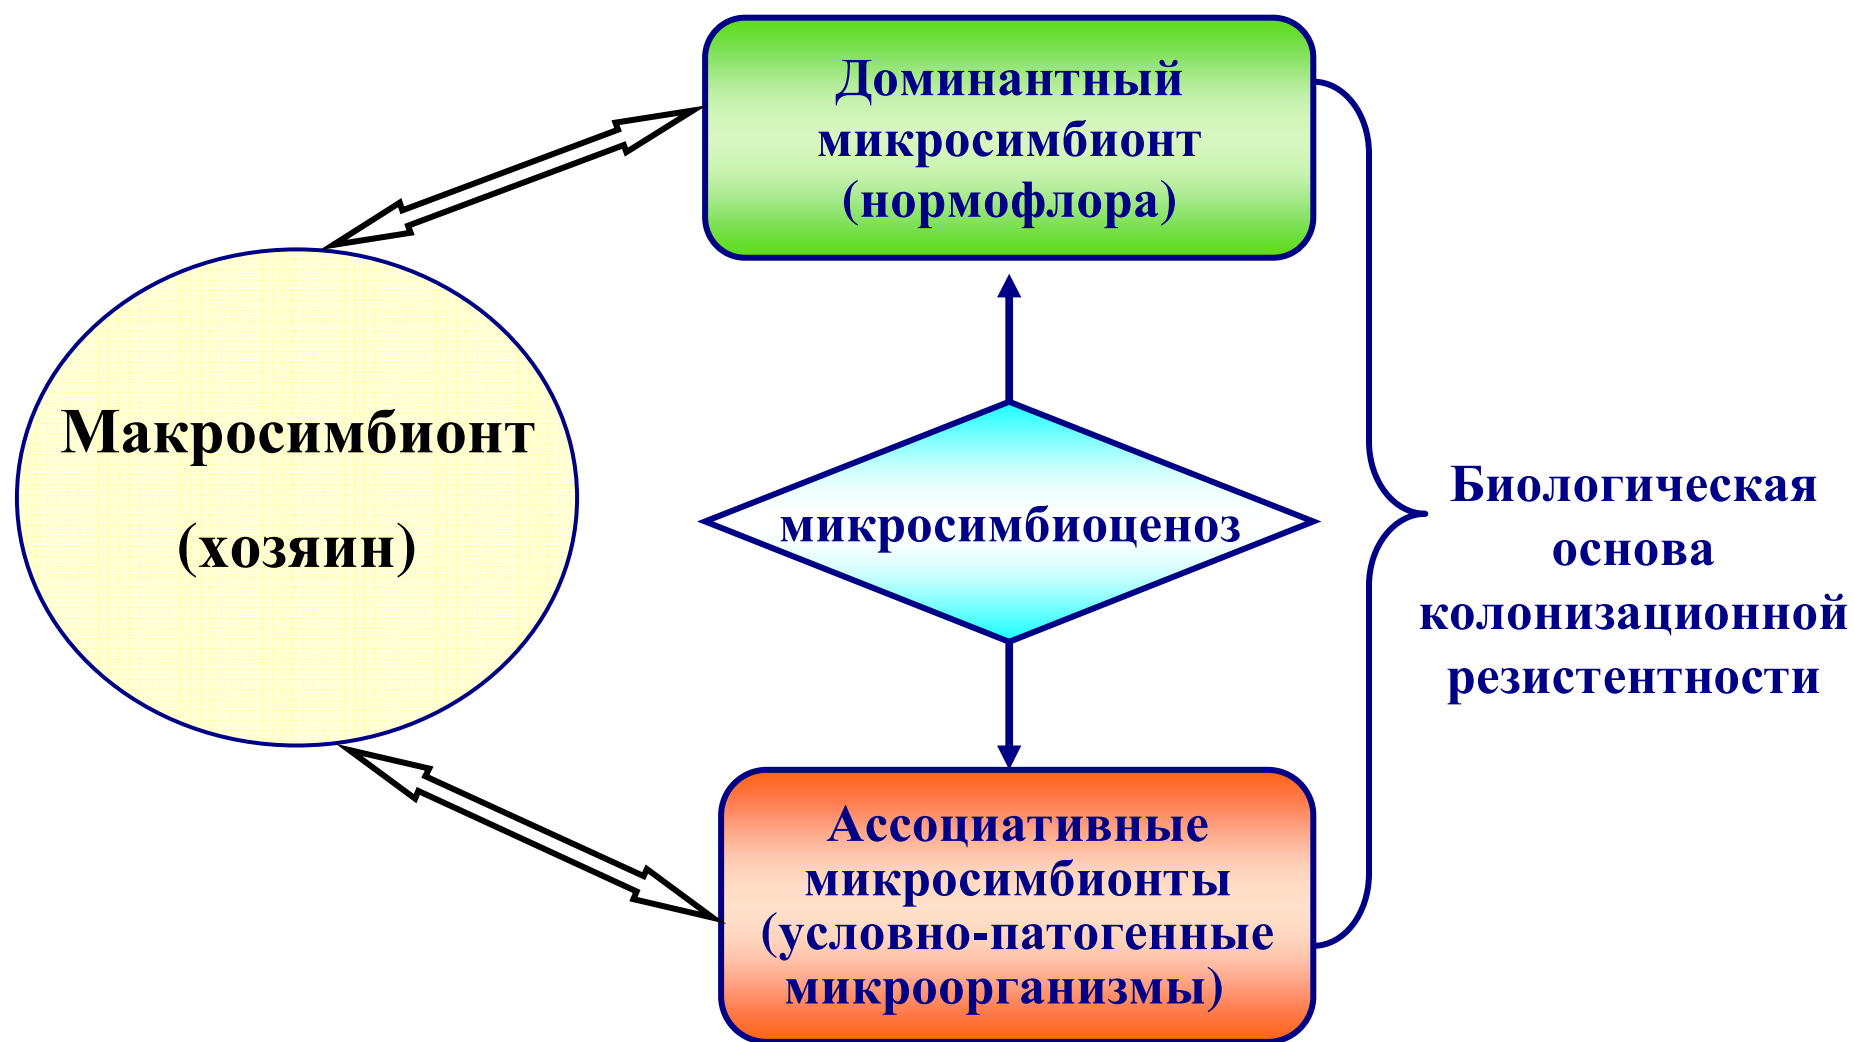 Макросимбионт
(хозяин)
Доминантный
микросимбионт
(нормофлора)
микросимбиоценоз
Ассоциативные
микросимбионты
(условно-патогенные
микроорганизмы)
Биологическая
основа
колонизационной
резистентности